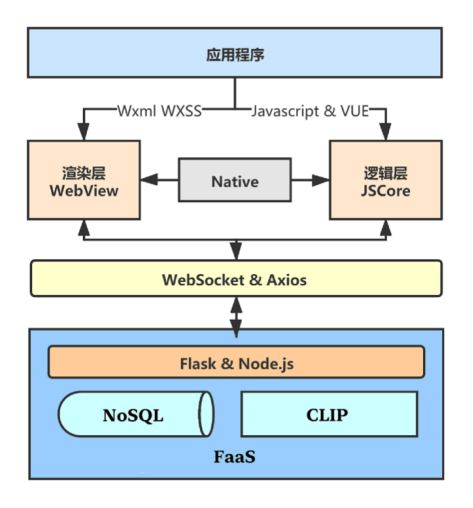 应用程序
Wxml WXSS
Javascript & VUE
渲染层
WebView
Native
逻辑层
JSCore
WebSocket & Axios
Flask & Node.js
NoSQL
CLIP
FaaS